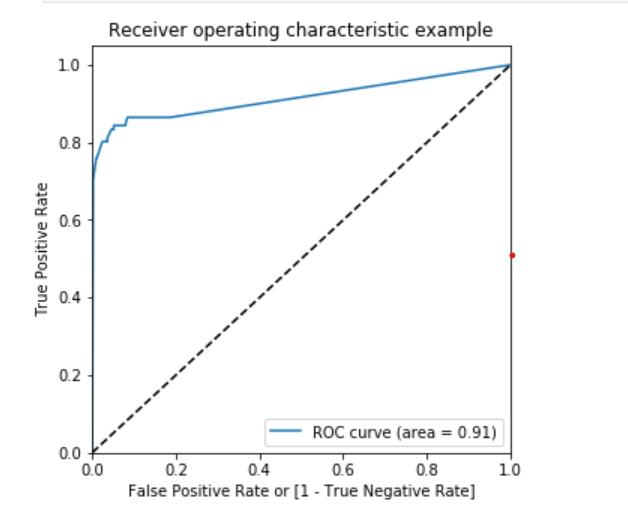 Receiver operating characteristic example
1.0
0.8
0.6
0.4
0.2
0.0
True Positive Rate
ROC curve (area = 0.91)
0.0 0.2 0.4 0.6 0.8 1.0
False Positive Rate or [1 - True Negative Rate]